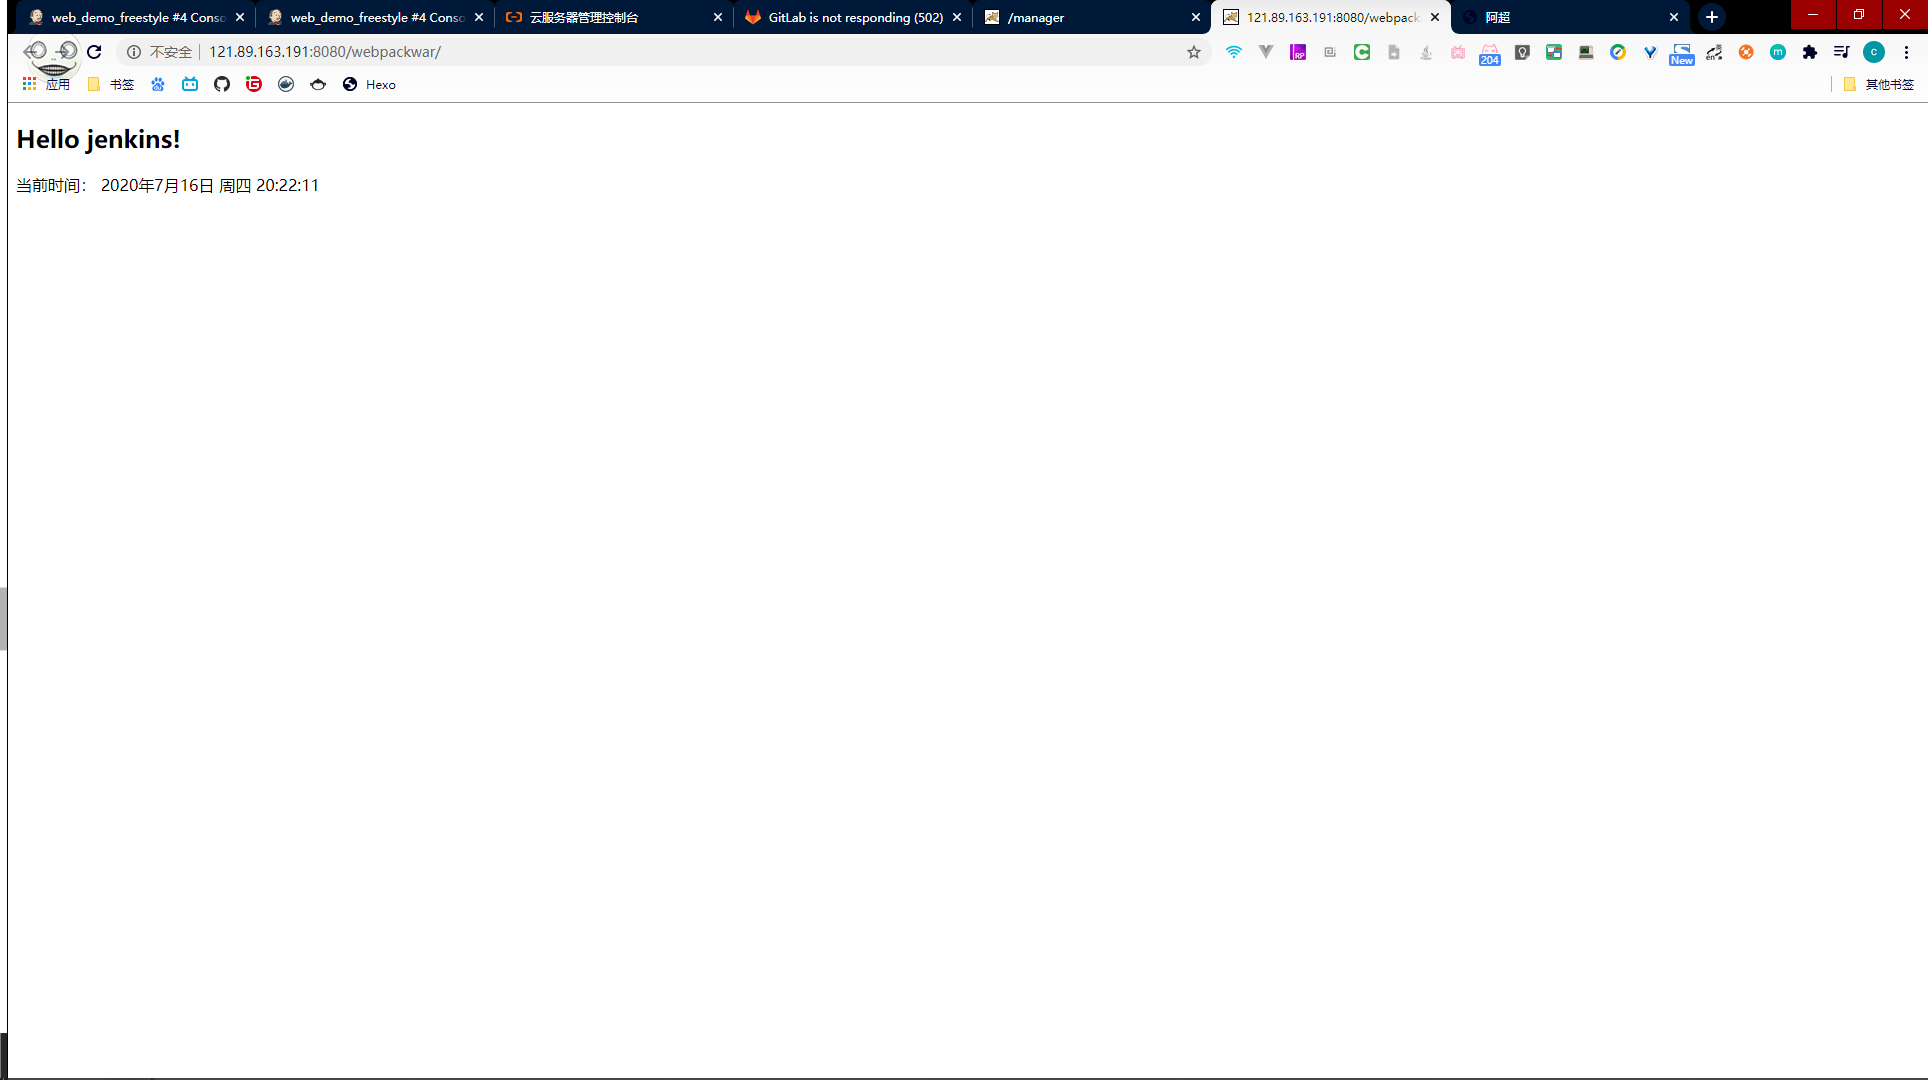 web_demo_freestyle #4 Conso
web_demo_freestyle #4 Conso
云服务器管理控制台
GitLab is not responding (502)
/manager
121.89.163.191:8080/webpack
阿超
不安全
121.89.163.191:8080/webpackwar/
204
New
应用
书签
Hexo
其他书签
Hello jenkins!
当前时间： 2020年7月16日 周四 20:22:11